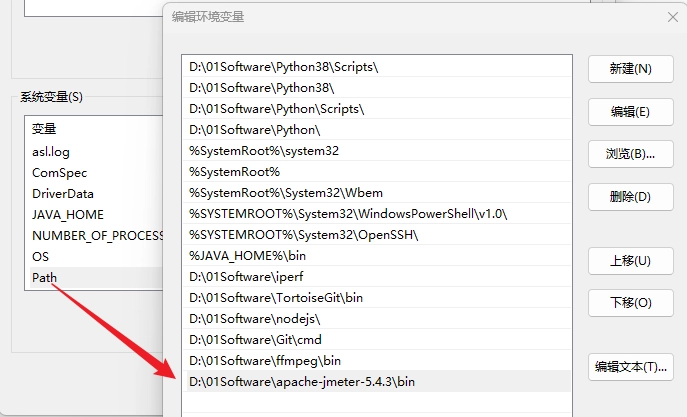 编辑环境变量
D:\01Software\Python38\Scripts\
D:\01Software\Python38\
D:\01Software\Python\Scripts\
D:\01Software\Python\
%SystemRoot%\system32
%SystemRoot%
%SystemRoot%\System32\Wbem
%SYSTEMROOT%\System32\WindowsPowerShell\v1.0\
%SYSTEMROOT%\System32\OpenSSH\
%JAVA_HOME%\bin
D:\01Software\iperf
D:\01Software\TortoiseGit\bin
D:\01Software\nodejs\
D:\01Software\Git\cmd
D:\01Software\ffmpeg\bin
D:\01Software\apache-jmeter-5.4.3\bin
新建(N)
编辑(E)
浏览(B)...
删除(D)
上移(U)
下移(O)
编辑文本(T)...
系统变量(S)
变量
asl.log
ComSpec
DriverData
JAVA_HOME
NUMBER_OF_PROCESS
OS
Path